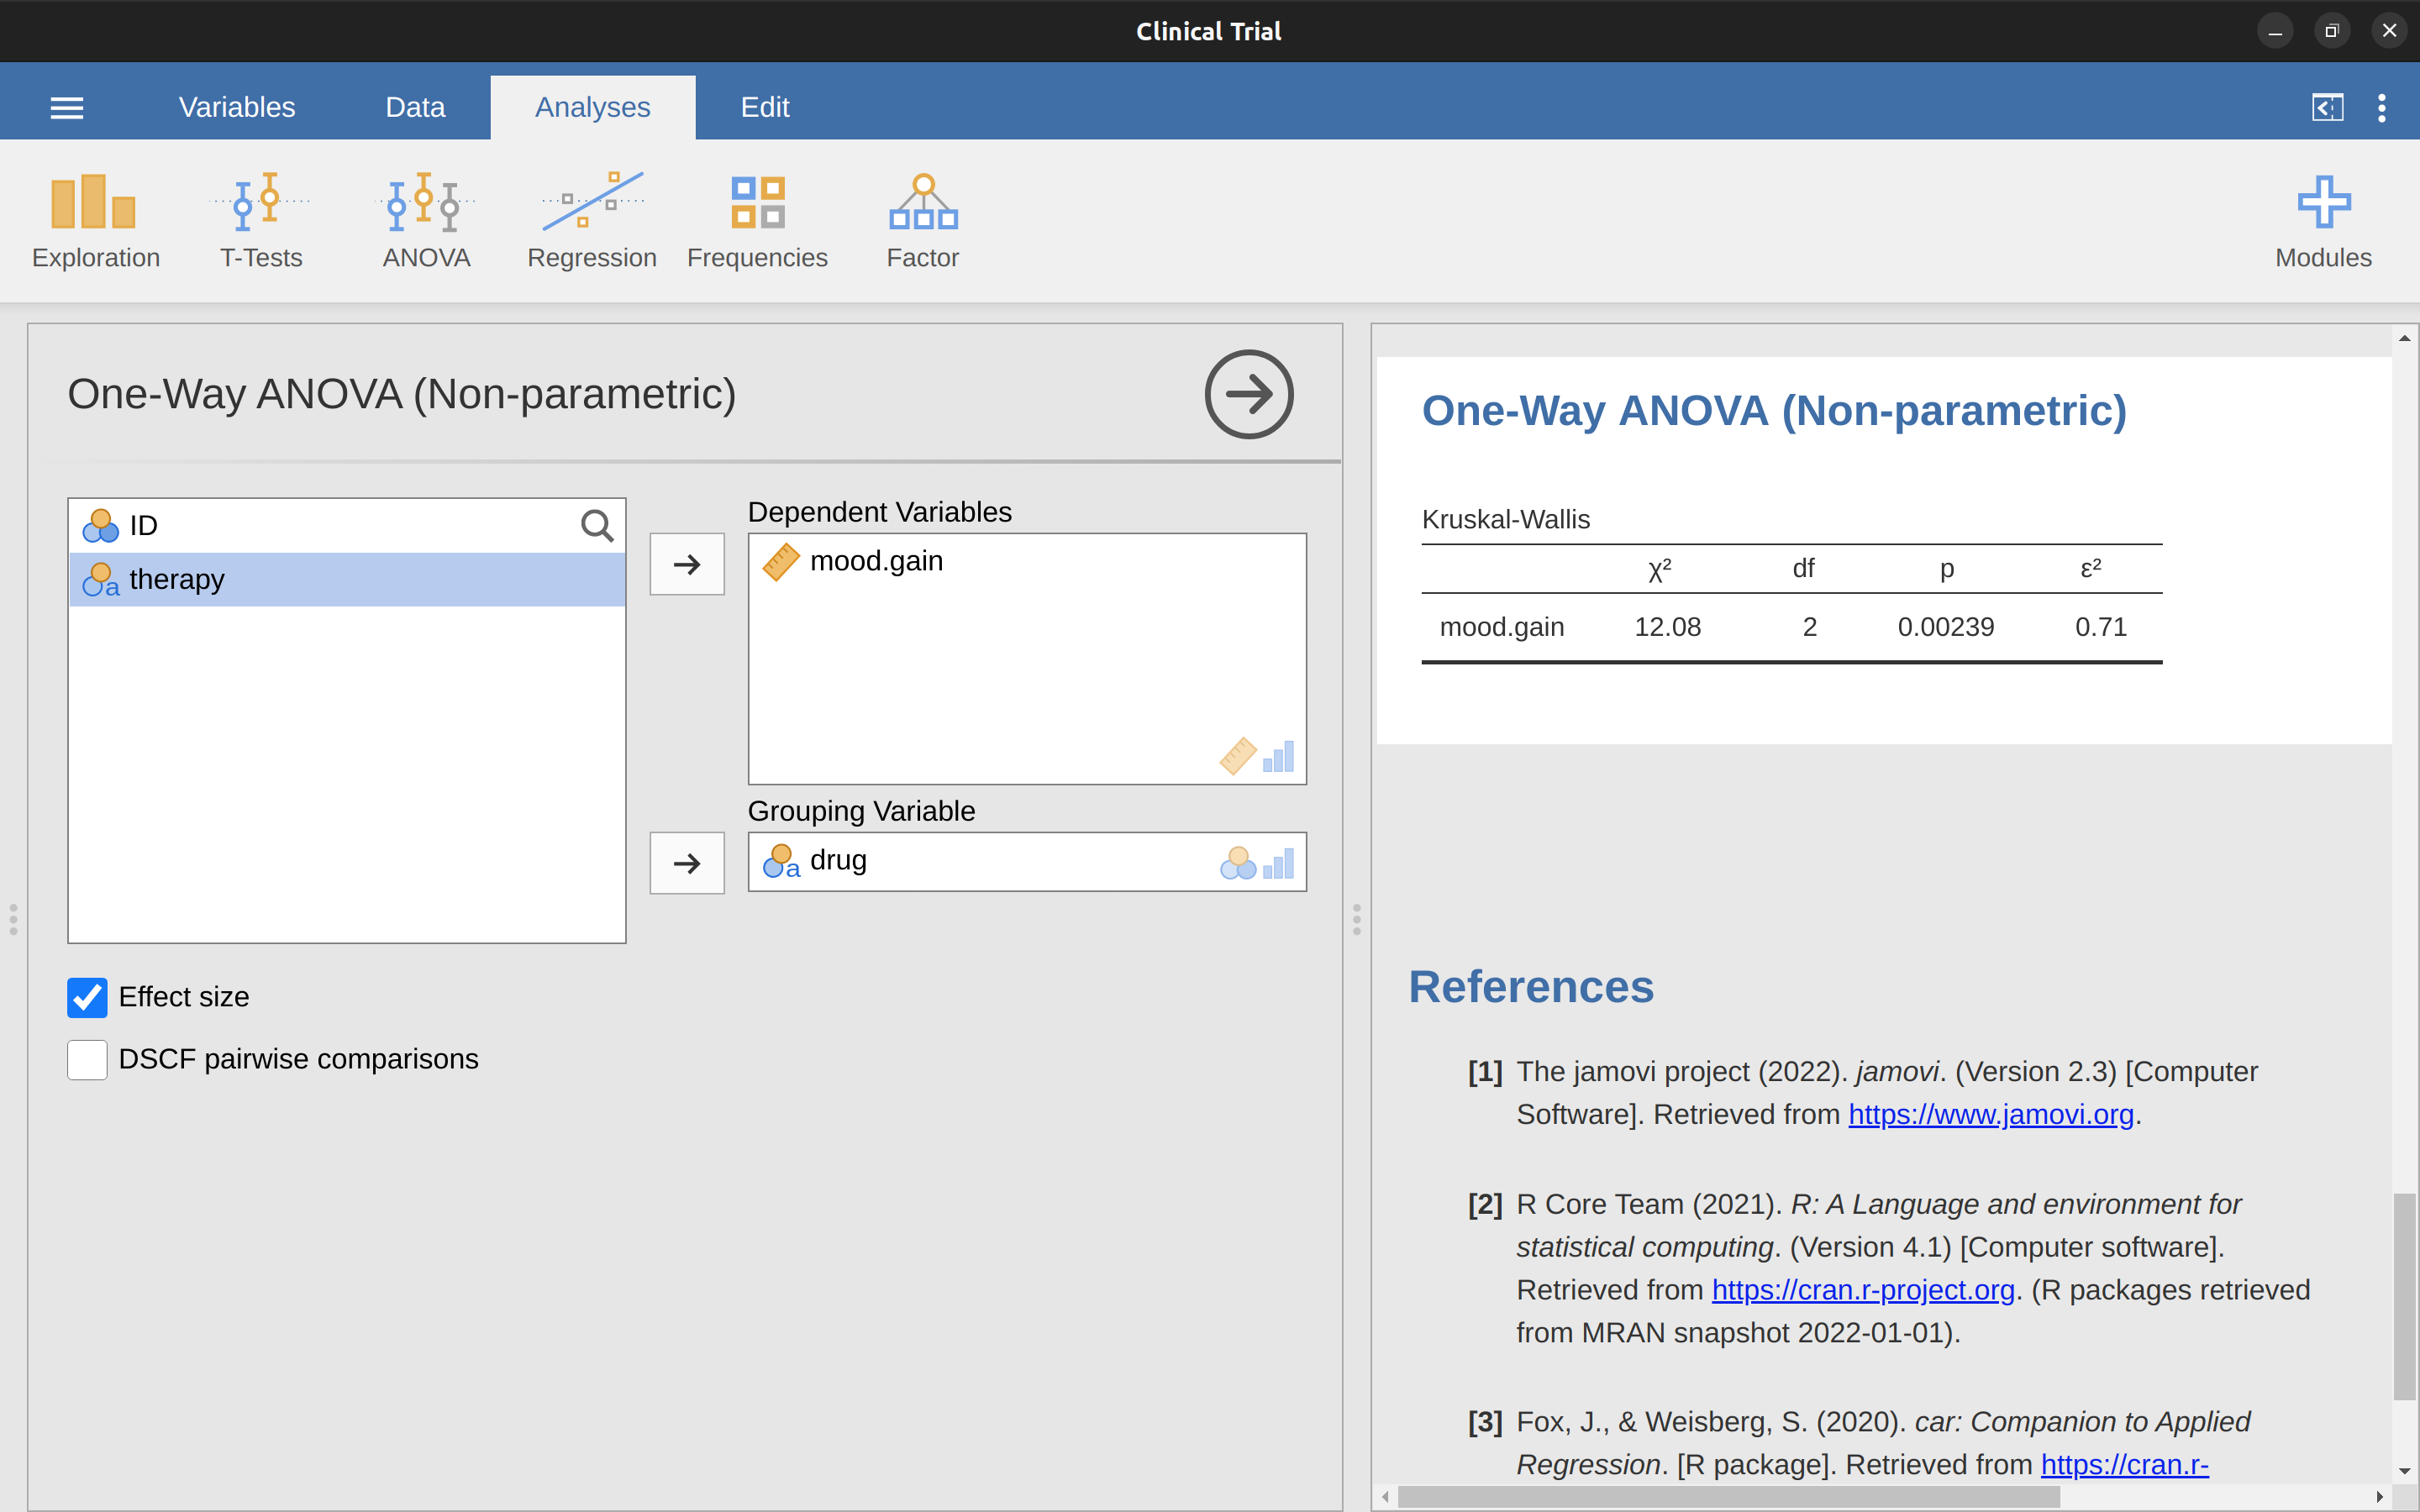 Clinical Trial
Variables Data Analyses Edit
Exploration T-Tests ANOVA Regression Frequencies Factor Modules
One-Way ANOVA (Non-parametric)
ID
therapy
Dependent Variables
mood.gain
Grouping Variable
drug
Effect size
DSCF pairwise comparisons
One-Way ANOVA (Non-parametric)
Kruskal-Wallis
χ² df p ε²
mood.gain 12.08 2 0.00239 0.71
References
[1] The jamovi project (2022). jamovi. (Version 2.3) [Computer
Software]. Retrieved from https://www.jamovi.org.
[2] R Core Team (2021). R: A Language and environment for
statistical computing. (Version 4.1) [Computer software].
Retrieved from https://cran.r-project.org. (R packages retrieved
from MRAN snapshot 2022-01-01).
[3] Fox, J., & Weisberg, S. (2020). car: Companion to Applied
Regression. [R package]. Retrieved from https://cran.r-